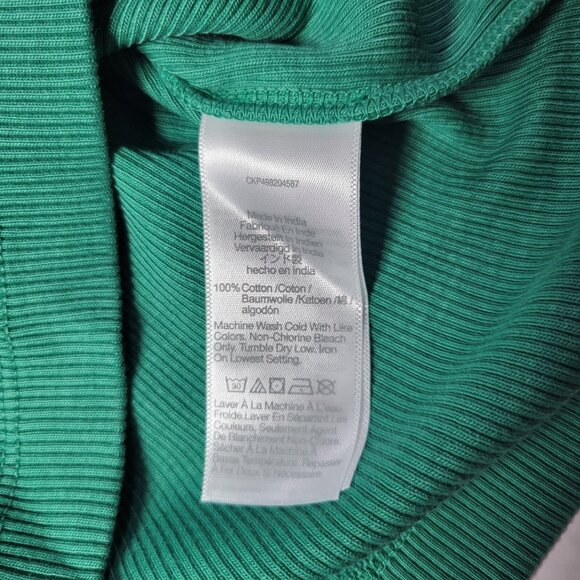 CKP498204587
Made in India
Fabriqué En Inde
Hergestein in Indien
Vervaardigd in India
インド製
hecho en india
100% Cotton /Coton /
Baumwolle /Katoen /綿 /
algodón
Machine Wash Cold With Like
Colors. Non-Chlorine Bleach
Only. Tumble Dry Low. Iron
On Lowest Setting.
Laver À La Machine À L'eau
Froide.Laver En Les
Couleurs, Seulement Agent
De Blanchiment Non-Chlore.
Sécher À La Machine À
Basse Température. Repasser
À Fer Doux Si Nécessaire.